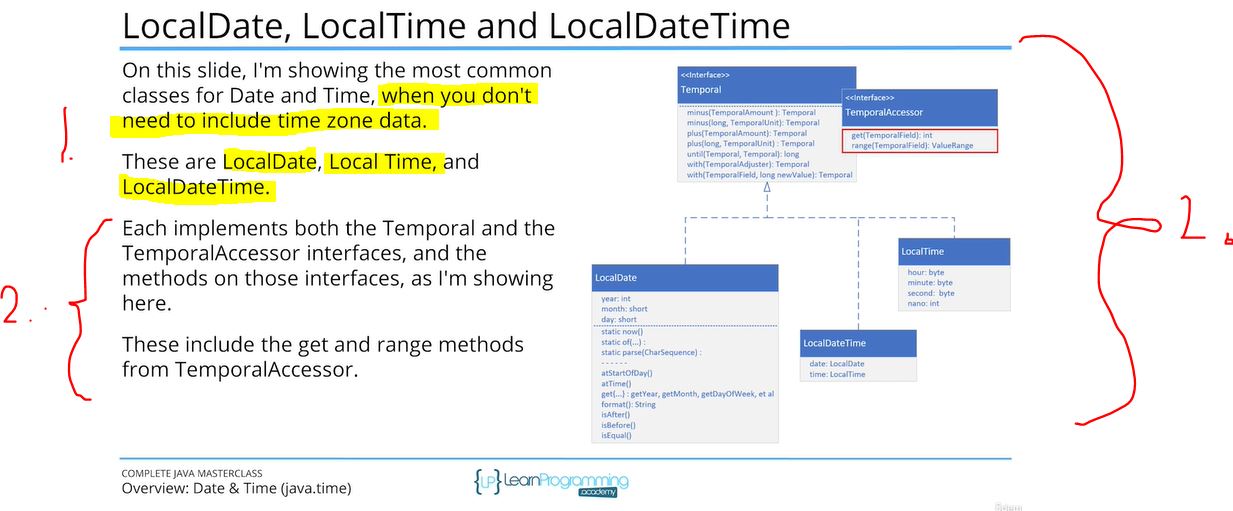 LocalDate, LocalTime and LocalDateTime
On this slide, I'm showing the most common
classes for Date and Time, when you don't
need to include time zone data.
1.
These are LocalDate, Local Time, and
LocalDateTime.
Each implements both the Temporal and the
TemporalAccessor interfaces, and the
methods on those interfaces, as I'm showing
here.
2.
These include the get and range methods
from TemporalAccessor.
<<Interface>>
Temporal
minus(TemporalAmount ): Temporal
minus(long, TemporalUnit): Temporal
plus(TemporalAmount): Temporal
plus(long, TemporalUnit) : Temporal
until(Temporal, Temporal): long
with(TemporalAdjuster): Temporal
with(TemporalField, long newValue): Temporal
<<Interface>>
TemporalAccessor
get(TemporalField): int
range(TemporalField): ValueRange
2.
LocalDate
year: int
month: short
day: short
static now()
static of(...) :
static parse(CharSequence) :
- - - - - -
atStartOfDay()
atTime()
get{...} : getYear, getMonth, getDayOfWeek, et al
format(): String
isAfter()
isBefore()
isEqual()
LocalDateTime
date: LocalDate
time: LocalTime
LocalTime
hour: byte
minute: byte
second: byte
nano: int
COMPLETE JAVA MASTERCLASS
Overview: Date & Time (java.time)
{LP} LearnProgramming
academy